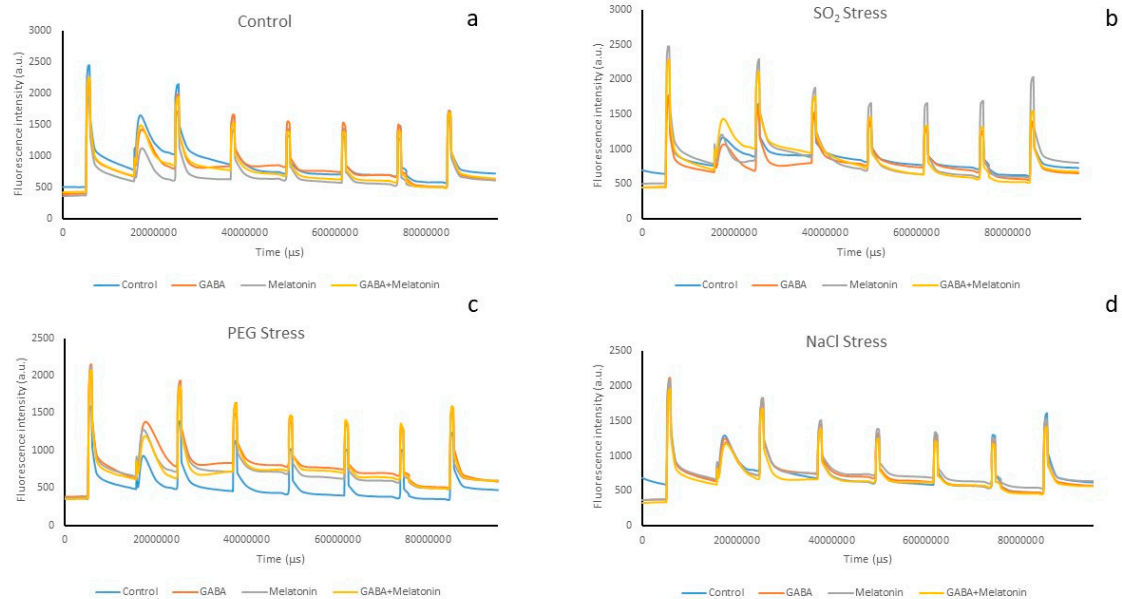 a
Control
Fluorescence intensity (a.u.)
3000
2500
2000
1500
1000
500
0
0 20000000 40000000 60000000 80000000
Time (μs)
Control GABA Melatonin GABA+Melatonin
b
SO₂ Stress
Fluorescence intensity (a.u.)
3000
2500
2000
1500
1000
500
0
0 20000000 40000000 60000000 80000000
Time (μs)
Control GABA Melatonin GABA+Melatonin
c
PEG Stress
Fluorescence intensity (a.u.)
2500
2000
1500
1000
500
0
0 20000000 40000000 60000000 80000000
Time (μs)
Control GABA Melatonin GABA+Melatonin
d
NaCl Stress
Fluorescence intensity (a.u.)
2500
2000
1500
1000
500
0
0 20000000 40000000 60000000 80000000
Time (μs)
Control GABA Melatonin GABA+Melatonin